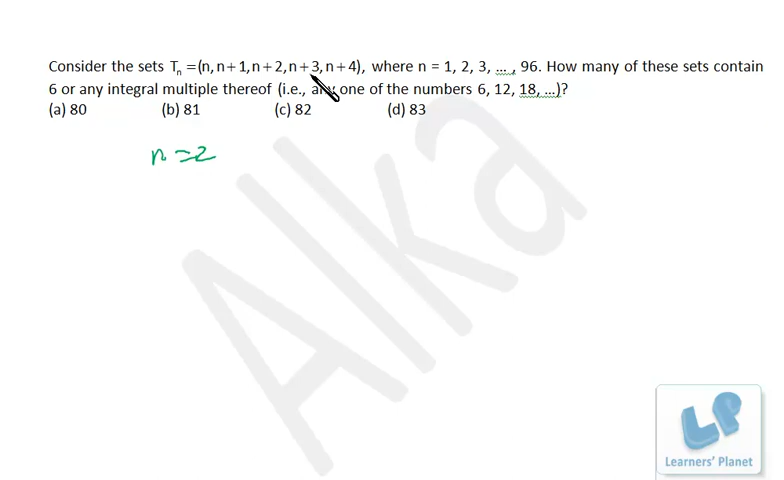 Consider the sets Tₙ =(n, n+1, n+2, n+3, n+4), where n = 1, 2, 3, ... , 96. How many of these sets contain
6 or any integral multiple thereof (i.e., any one of the numbers 6, 12, 18, ...)?
(a) 80 (b) 81 (c) 82 (d) 83
n = 2
Alka
LP
Learners' Planet